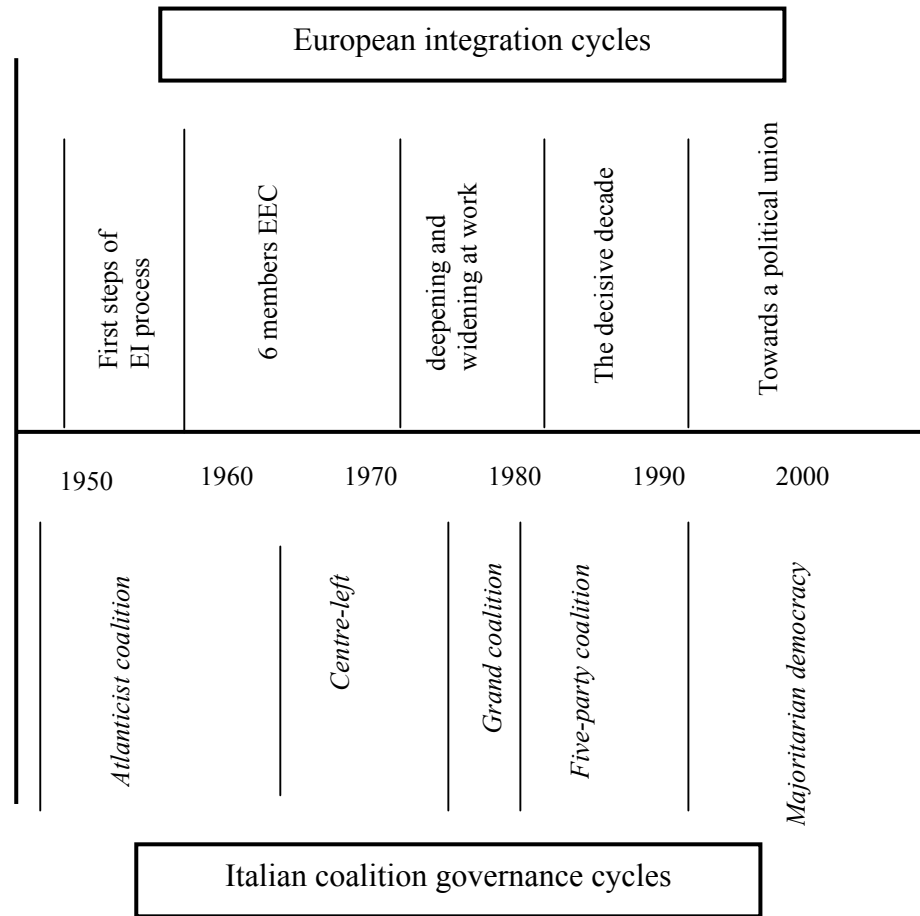 European integration cycles
First steps of
EI process
6 members EEC
deepening and
widening at work
The decisive decade
Towards a political union
1950 1960 1970 1980 1990 2000
Atlanticist coalition
Centre-left
Grand coalition
Five-party coalition
Majoritarian democracy
Italian coalition governance cycles